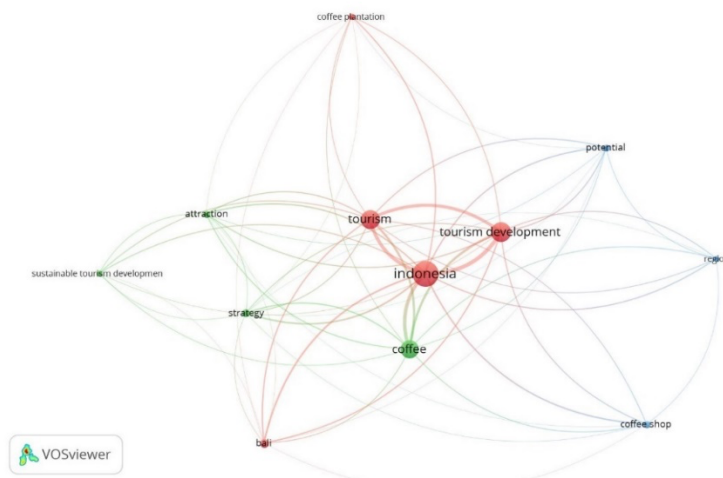 coffee plantation
potential
attraction
tourism
tourism development
sustainable tourism developmen
indonesia
strategy
coffee
coffee shop
bali
VOSviewer